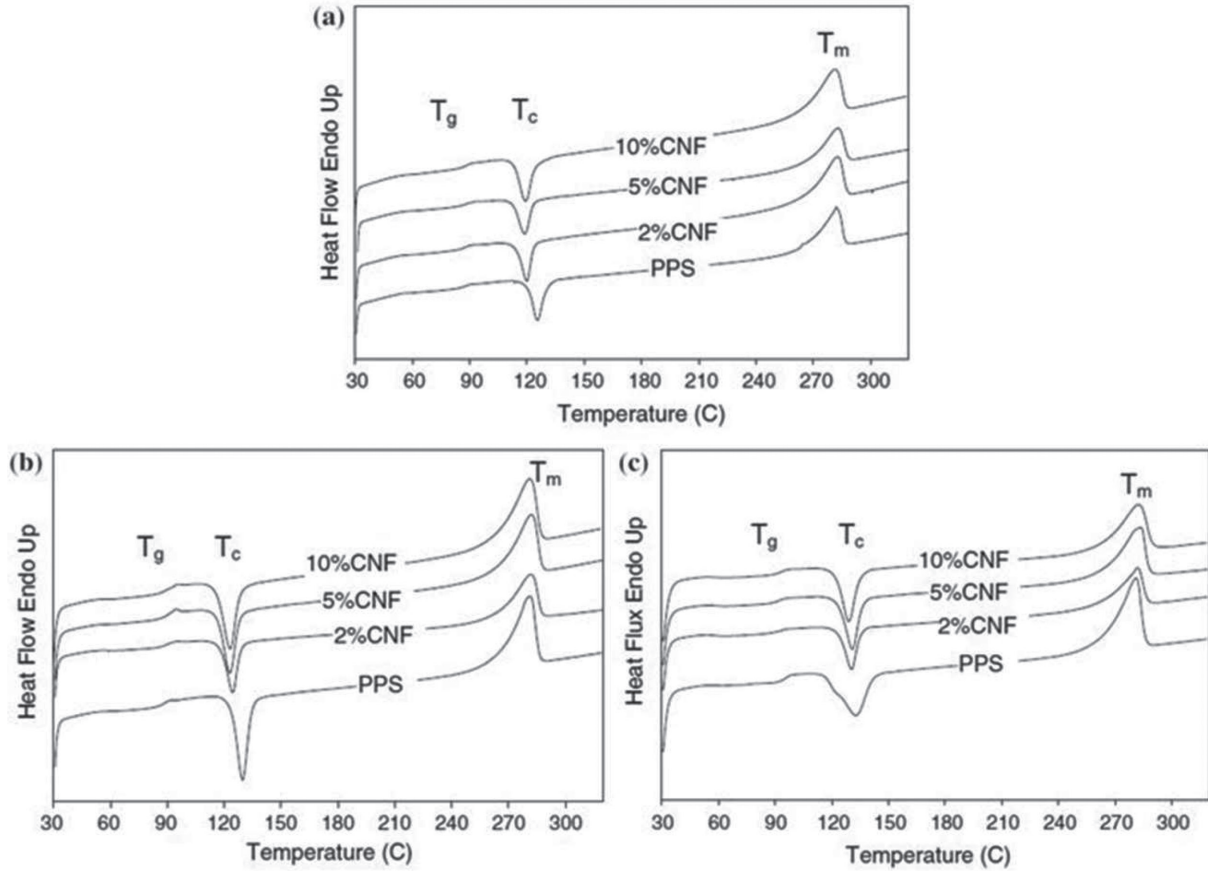 (a)
Tm
Tg
Tc
10%CNF
5%CNF
2%CNF
PPS
Heat Flow Endo Up
30 60 90 120 150 180 210 240 270 300
Temperature (C)
(b)
Tm
Tg
Tc
10%CNF
5%CNF
2%CNF
PPS
Heat Flow Endo Up
30 60 90 120 150 180 210 240 270 300
Temperature (C)
(c)
Tm
Tg
Tc
10%CNF
5%CNF
2%CNF
PPS
Heat Flux Endo Up
30 60 90 120 150 180 210 240 270 300
Temperature (C)